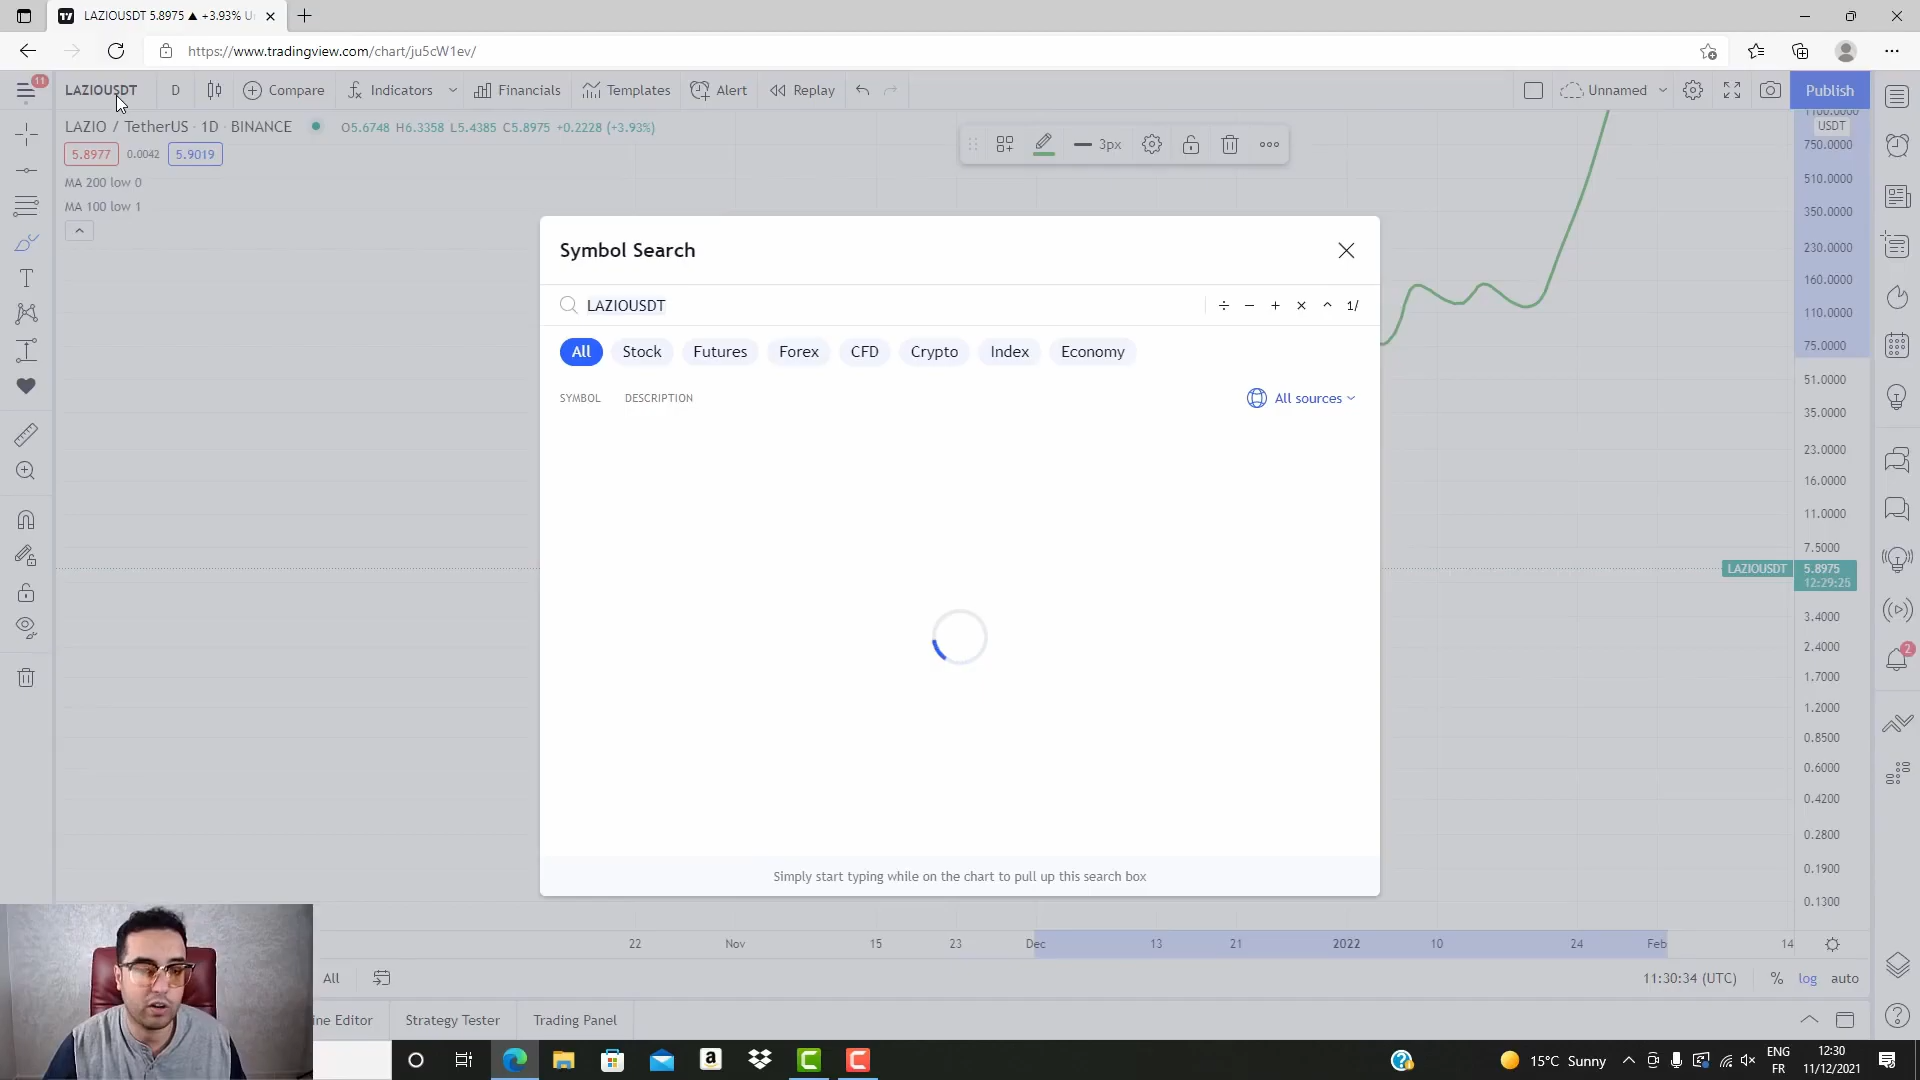 LAZIOUSDT 5.8975 ▲ +3.93% U
https://www.tradingview.com/chart/ju5cW1ev/
11
LAZIOUSDT D Compare Indicators Financials Templates Alert Replay Unnamed Publish
LAZIO / TetherUS · 1D · BINANCE O5.6748 H6.3358 L5.4385 C5.8975 +0.2228 (+3.93%)
5.8977 0.0042 5.9019
MA 200 low 0
MA 100 low 1
3px
USDT
750.0000
510.0000
350.0000
230.0000
160.0000
110.0000
75.0000
51.0000
35.0000
23.0000
16.0000
11.0000
7.5000
LAZIOUSDT 5.8975
12:29:25
3.4000
2.4000
1.7000
1.2000
0.8500
0.6000
0.4200
0.2800
0.1900
0.1300
2
Symbol Search
LAZIOUSDT ÷ − + × ^ 1/
All Stock Futures Forex CFD Crypto Index Economy
SYMBOL DESCRIPTION All sources
Simply start typing while on the chart to pull up this search box
22 Nov 15 23 Dec 13 21 2022 10 24 Feb 14
All 11:30:34 (UTC) % log auto
ine Editor Strategy Tester Trading Panel
15°C Sunny
ENG
FR
12:30
11/12/2021